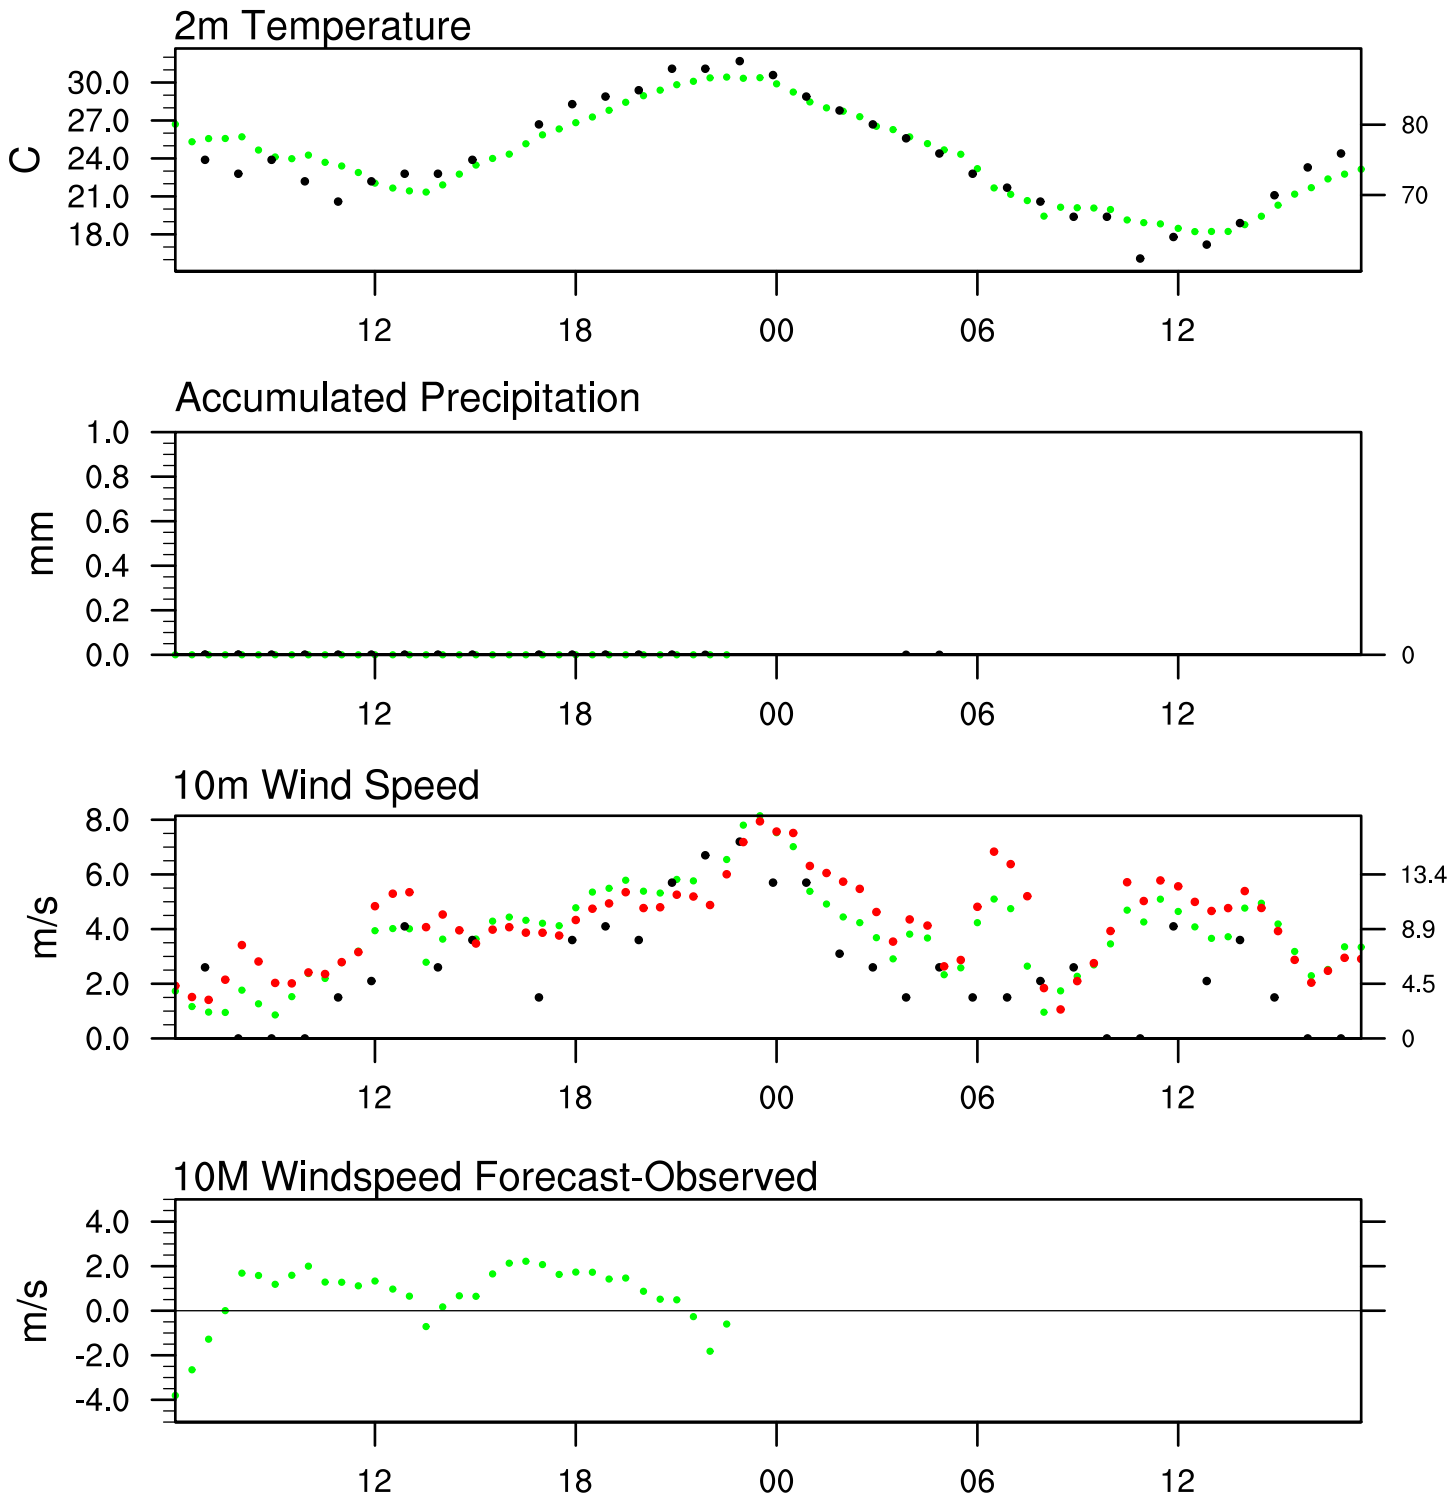 2m Temperature
C
30.0
27.0
24.0
21.0
18.0
80
70
12 18 00 06 12
Accumulated Precipitation
mm
1.0
0.8
0.6
0.4
0.2
0.0
0
12 18 00 06 12
10m Wind Speed
m/s
8.0
6.0
4.0
2.0
0.0
13.4
8.9
4.5
0
12 18 00 06 12
10M Windspeed Forecast-Observed
m/s
4.0
2.0
0.0
-2.0
-4.0
12 18 00 06 12